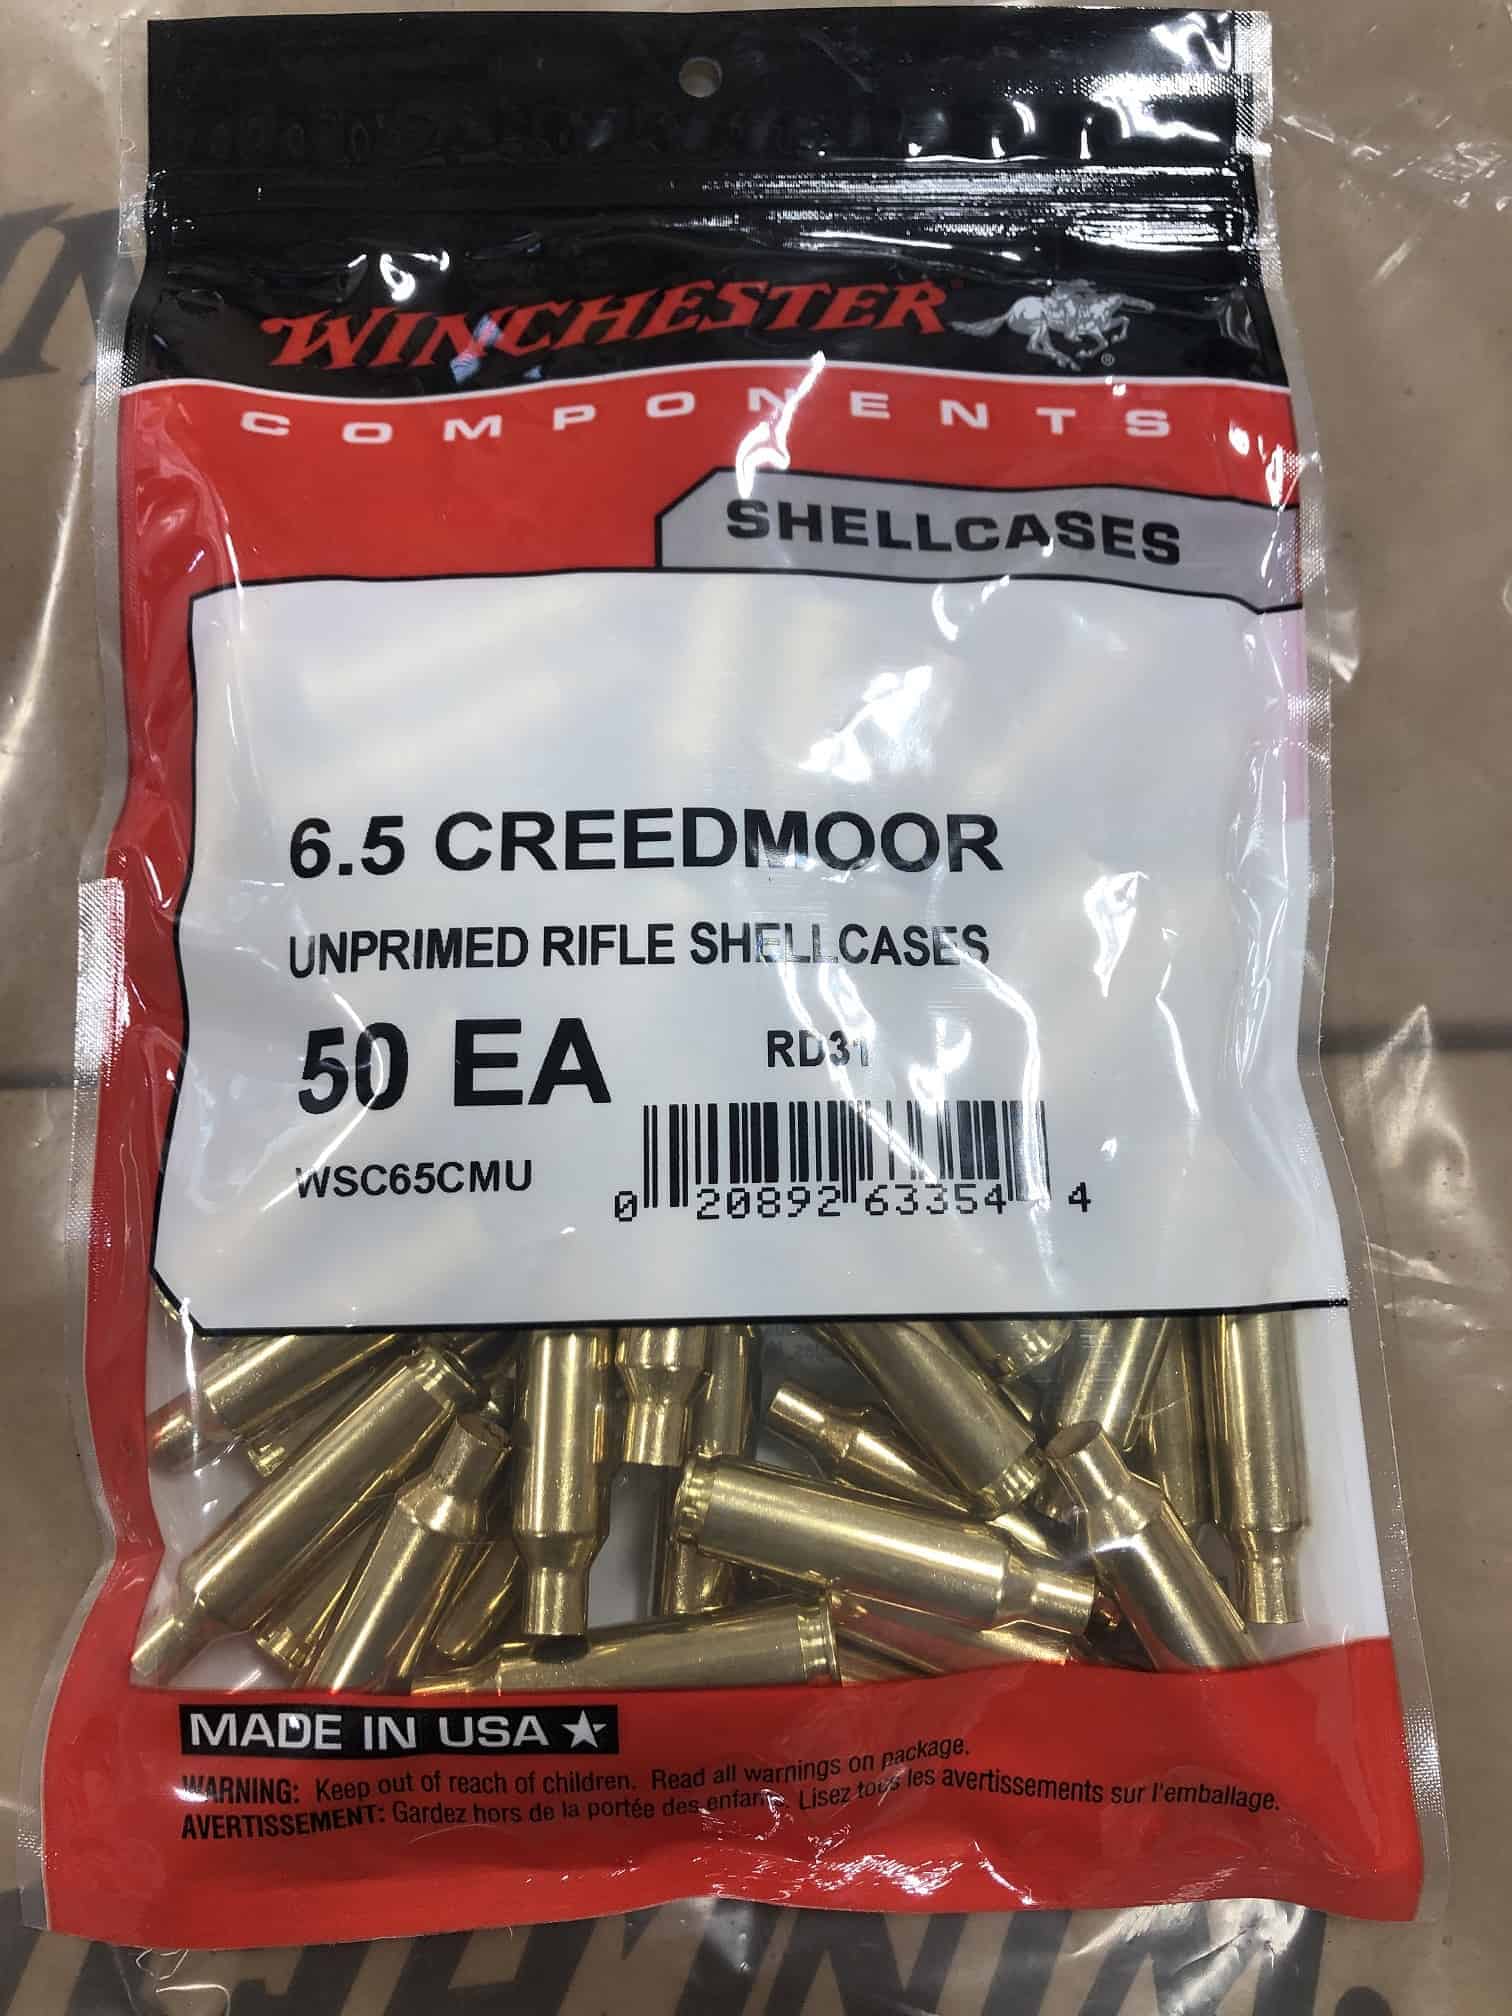 WINCHESTER
COMPONENTS
SHELLCASES
6.5 CREEDMOOR
UNPRIMED RIFLE SHELLCASES
50 EA
RD31
WSC65CMU
0 20892 63354 4
MADE IN USA
WARNING: Keep out of reach of children. Read all warnings on package.
AVERTISSEMENT: Gardez hors de la portée des enfants. Lisez tous les avertissements sur l'emballage.